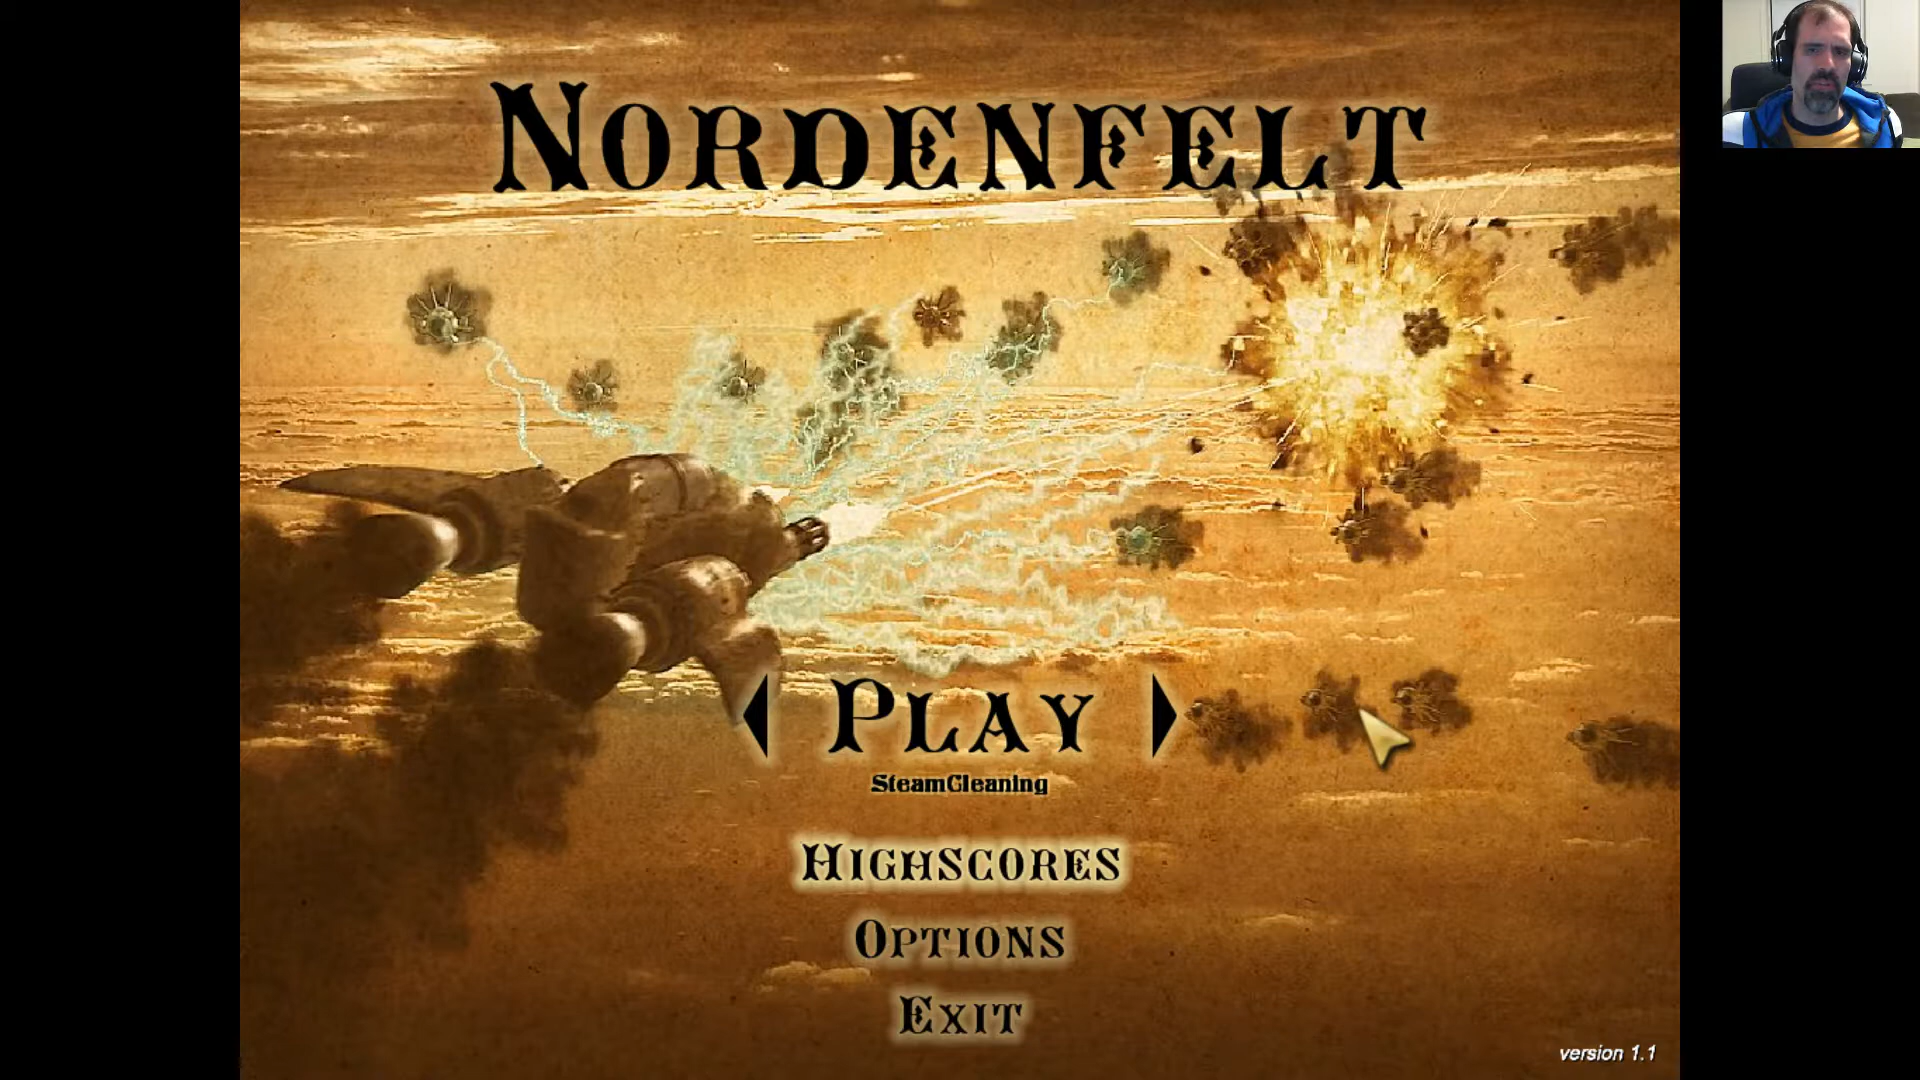 NORDENFELT
PLAY
SteamCleaning
HIGHSCORES
OPTIONS
EXIT
version 1.1